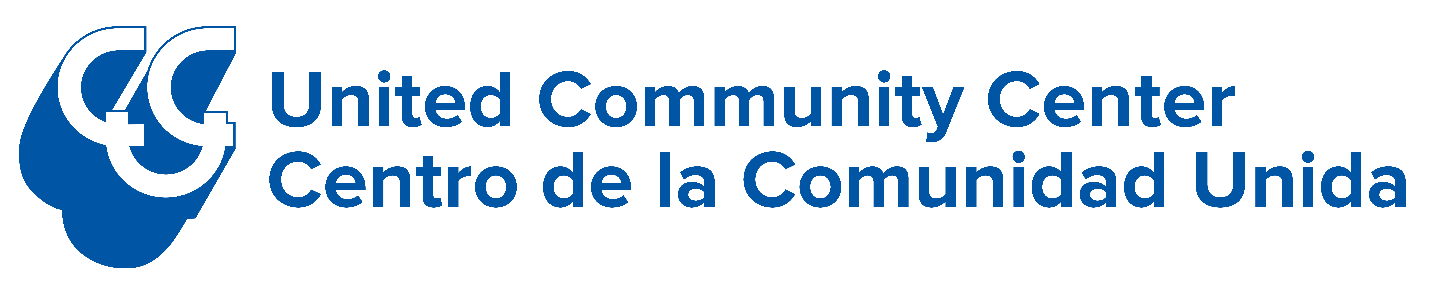 United Community Center
Centro de la Comunidad Unida